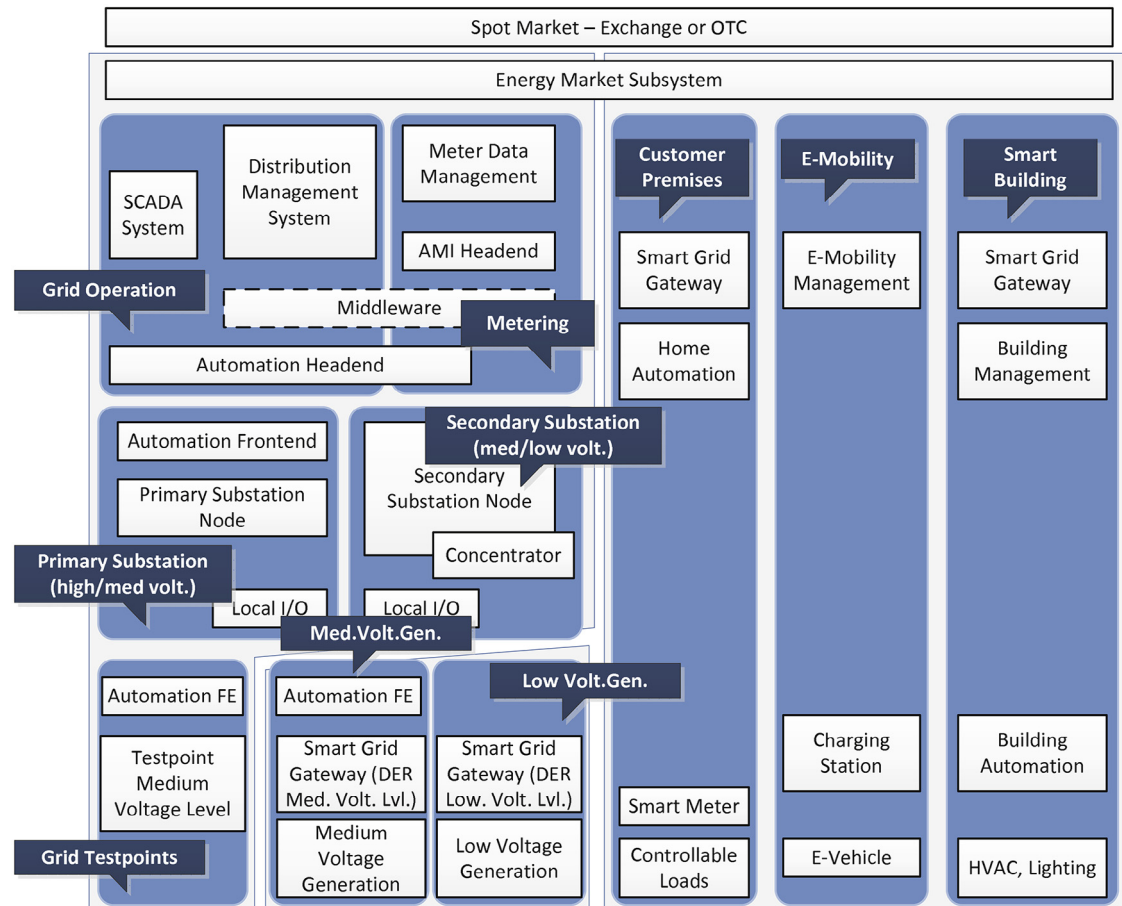 Spot Market – Exchange or OTC
Energy Market Subsystem
SCADA
System
Distribution
Management
System
Meter Data
Management
AMI Headend
Middleware
Automation Headend
Grid Operation
Metering
Customer
Premises
Smart Grid
Gateway
Home
Automation
Smart Meter
Controllable
Loads
E-Mobility
E-Mobility
Management
Charging
Station
E-Vehicle
Smart
Building
Smart Grid
Gateway
Building
Management
Building
Automation
HVAC, Lighting
Automation Frontend
Primary Substation
Node
Primary Substation
(high/med volt.)
Local I/O
Secondary Substation
(med/low volt.)
Secondary
Substation Node
Concentrator
Local I/O
Automation FE
Testpoint
Medium
Voltage Level
Grid Testpoints
Med.Volt.Gen.
Automation FE
Smart Grid
Gateway (DER
Med. Volt. Lvl.)
Medium
Voltage
Generation
Low Volt.Gen.
Smart Grid
Gateway (DER
Low. Volt. Lvl.)
Low Voltage
Generation